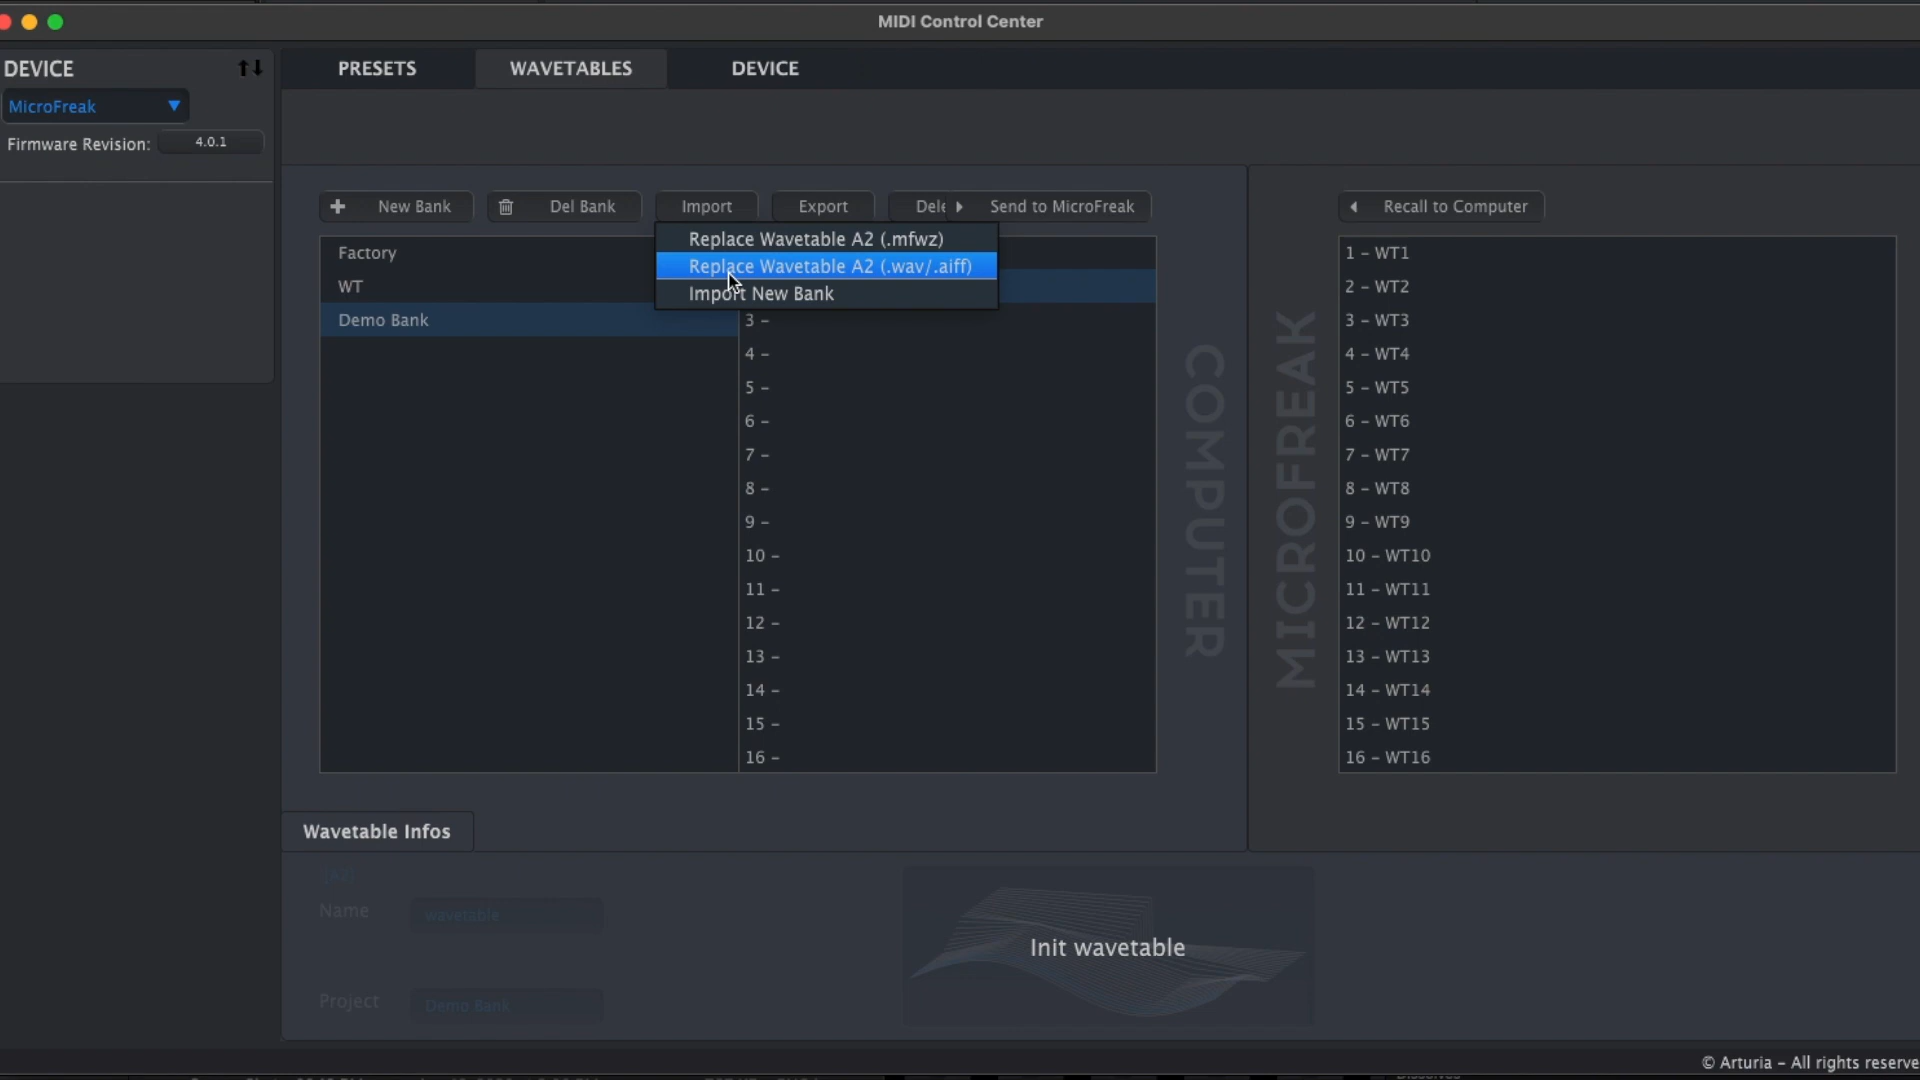 MIDI Control Center
DEVICE
MicroFreak
Firmware Revision: 4.0.1
PRESETS
WAVETABLES
DEVICE
New Bank
Del Bank
Import
Export
Dele
Send to MicroFreak
Replace Wavetable A2 (.mfwz)
Replace Wavetable A2 (.wav/.aiff)
Import New Bank
Factory
WT
Demo Bank
3 –
4 –
5 –
6 –
7 –
8 –
9 –
10 –
11 –
12 –
13 –
14 –
15 –
16 –
COMPUTER
MICROFREAK
Recall to Computer
1 – WT1
2 – WT2
3 – WT3
4 – WT4
5 – WT5
6 – WT6
7 – WT7
8 – WT8
9 – WT9
10 – WT10
11 – WT11
12 – WT12
13 – WT13
14 – WT14
15 – WT15
16 – WT16
Wavetable Infos
Name
wavetable
Project
Demo Bank
Init wavetable
© Arturia – All rights reserve